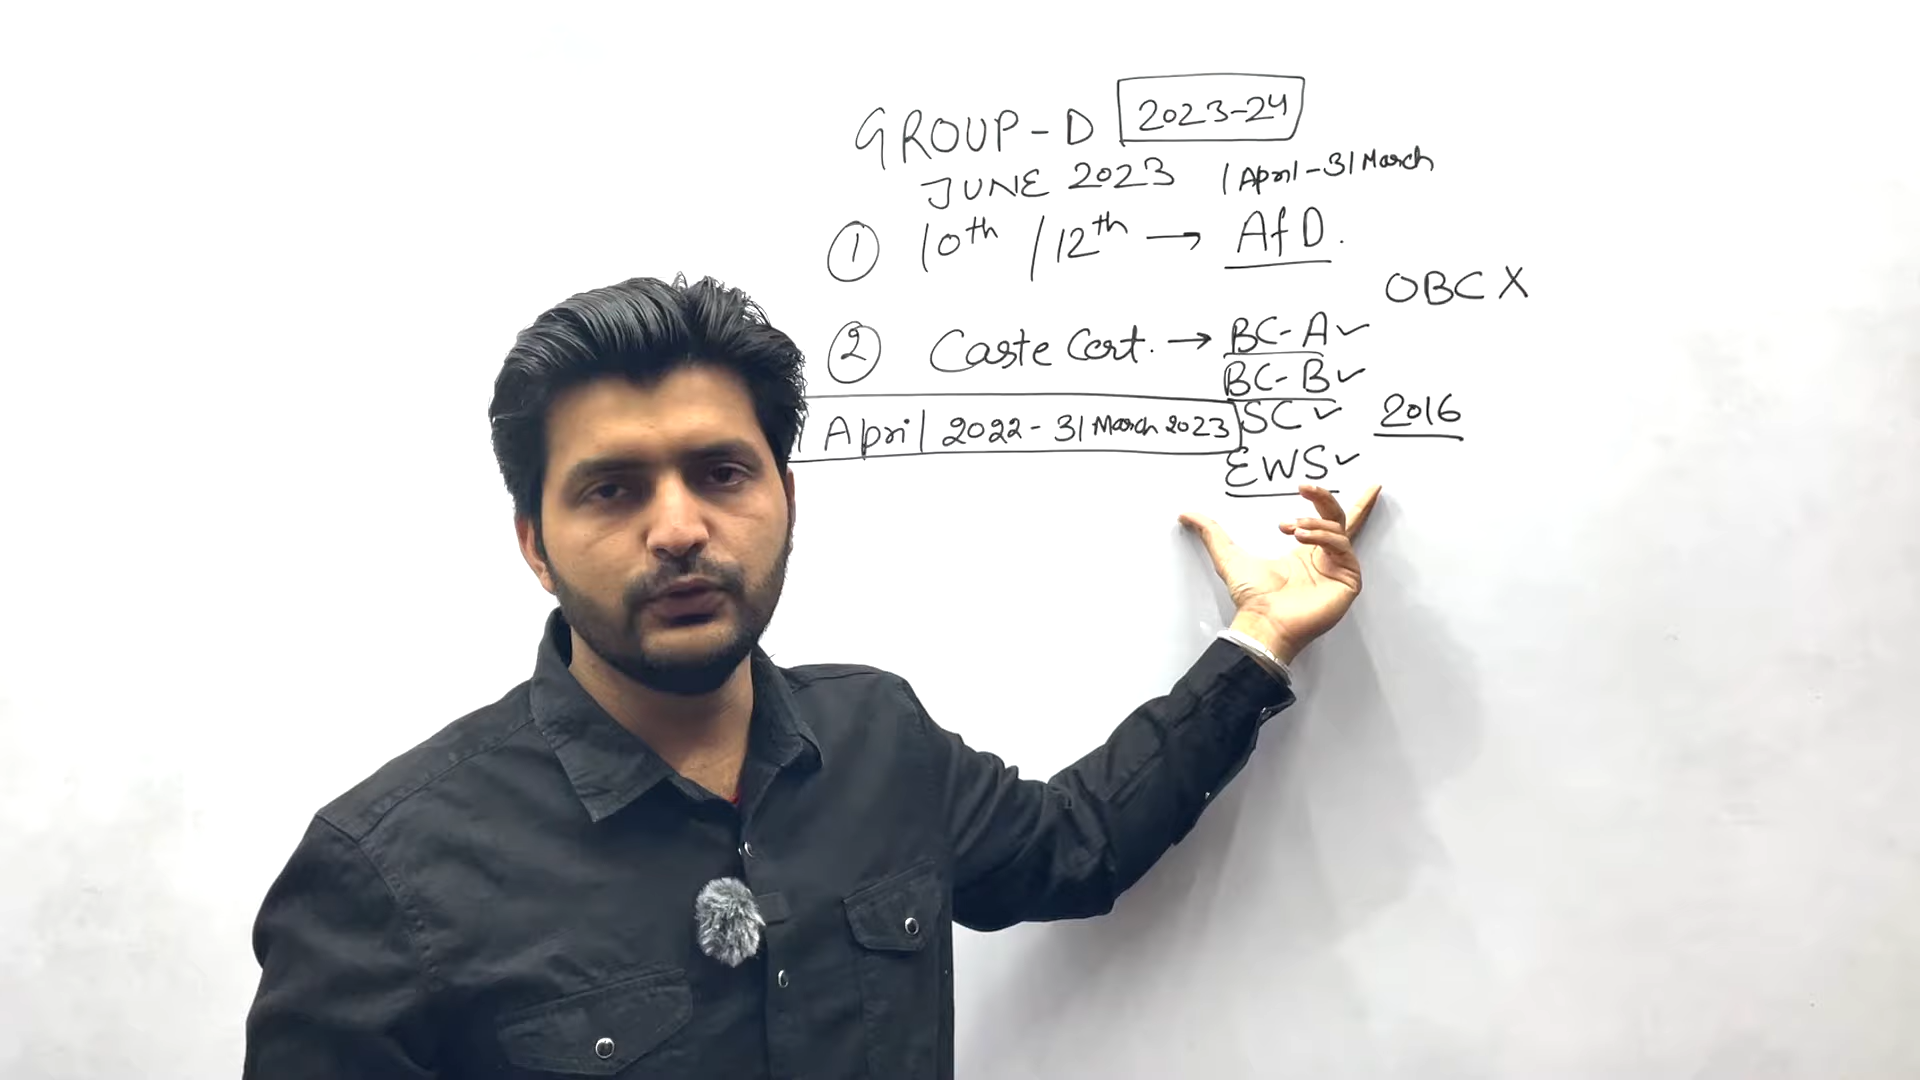 GROUP-D 2023-24
JUNE 2023 1 April-31 March
① 10th / 12th → AfD.
OBC X
② Caste Cert. → BC-A✓
BC-B✓
1 April 2022-31 March 2023 SC✓ 2016
EWS✓